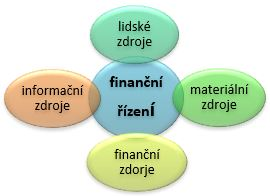 lidské
zdroje
informační
zdroje
finanční
řízení
materiální
zdroje
finanční
zdorje